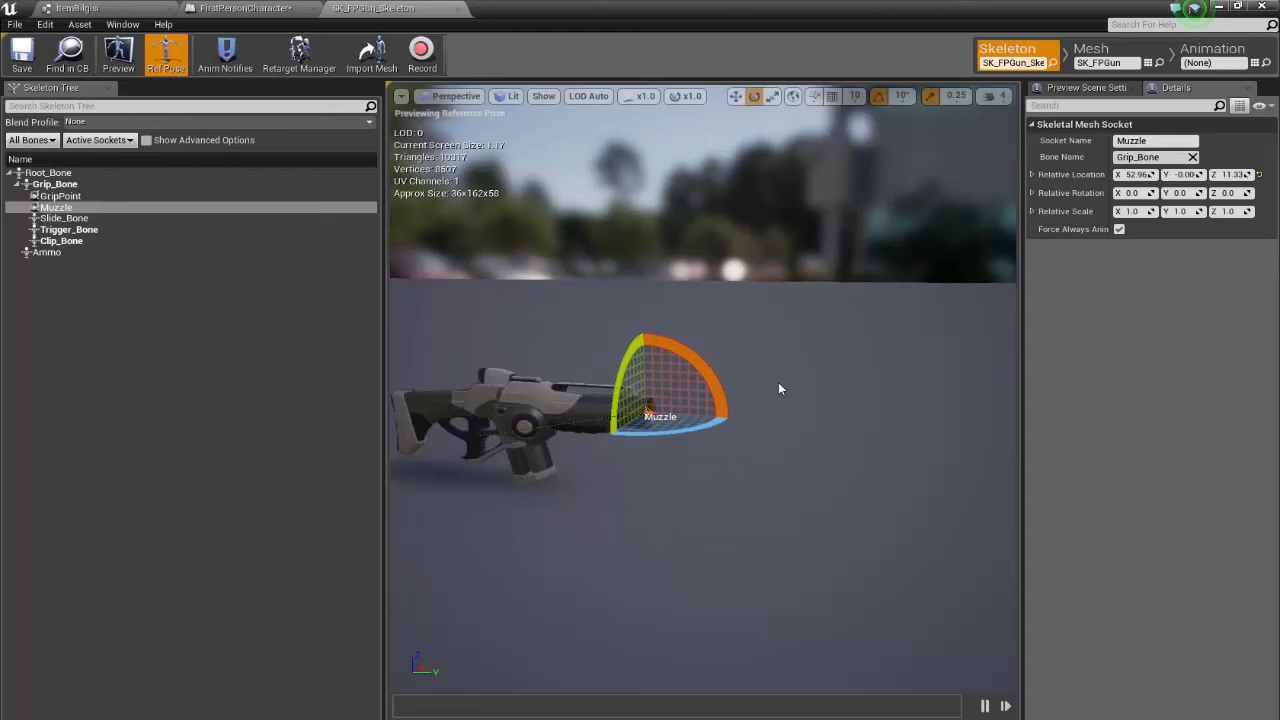 ItemBilgisi
FirstPersonCharacter*
SK_FPGun_Skeleton
File Edit Asset Window Help
Search For Help
Save
Find in CB
Preview
Ref Pose
Anim Notifies
Retarget Manager
Import Mesh
Record
Skeleton
SK_FPGun_Ske
Mesh
SK_FPGun
Animation
(None)
Skeleton Tree
Search Skeleton Tree
Blend Profile: None
All Bones
Active Sockets
Show Advanced Options
Name
Root_Bone
Grip_Bone
GripPoint
Muzzle
Slide_Bone
Trigger_Bone
Clip_Bone
Ammo
Perspective
Lit
Show
LOD Auto
x1.0
x1.0
10
10°
0.25
4
Previewing Reference Pose
LOD: 0
Current Screen Size: 1.17
Triangles: 10317
Vertices: 8507
UV Channels: 1
Approx Size: 36x162x58
Muzzle
Z
Y
Preview Scene Setti
Details
Search
Skeletal Mesh Socket
Socket Name Muzzle
Bone Name Grip_Bone
Relative Location X 52.96 Y -0.00 Z 11.33
Relative Rotation X 0.0 Y 0.0 Z 0.0
Relative Scale X 1.0 Y 1.0 Z 1.0
Force Always Anin